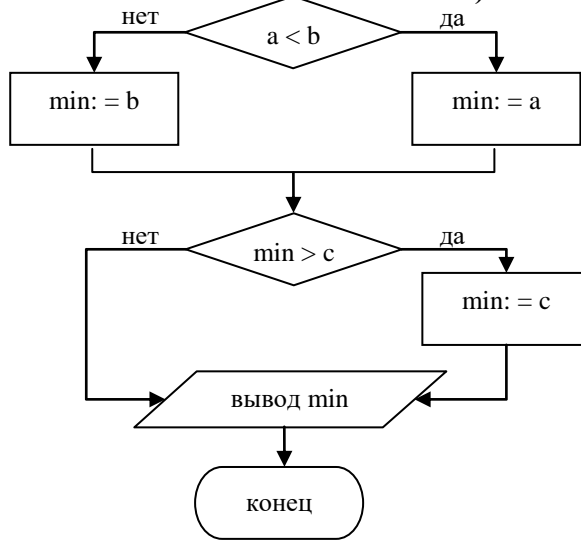 нет
да
a < b
min: = b
min: = a
нет
да
min > c
min: = c
вывод min
конец